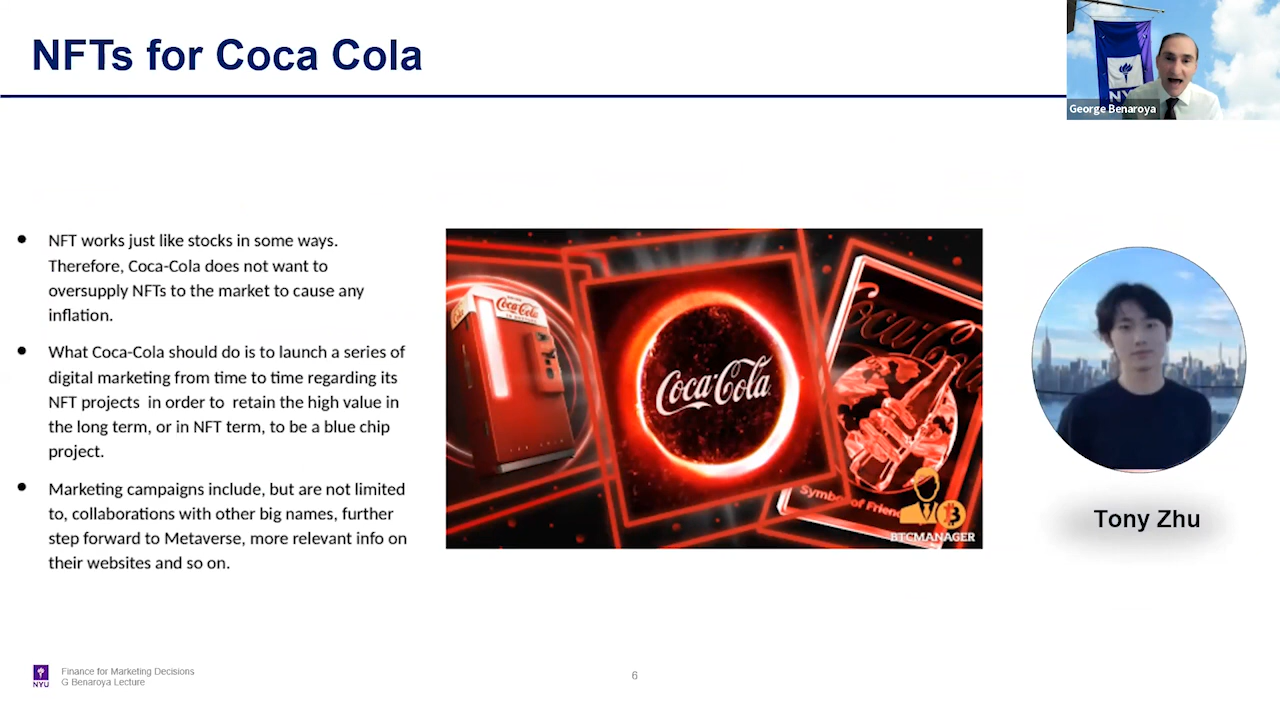 NFTs for Coca Cola
NYU
George Benaroya
NFT works just like stocks in some ways.
Therefore, Coca-Cola does not want to
oversupply NFTs to the market to cause any
inflation.
What Coca-Cola should do is to launch a series of
digital marketing from time to time regarding its
NFT projects in order to retain the high value in
the long term, or in NFT term, to be a blue chip
project.
Marketing campaigns include, but are not limited
to, collaborations with other big names, further
step forward to Metaverse, more relevant info on
their websites and so on.
Coca-Cola
Coca-Cola
Coca-Cola
Symbol of Frien
BTCMANAGER
Tony Zhu
NYU
Finance for Marketing Decisions
G Benaroya Lecture
6